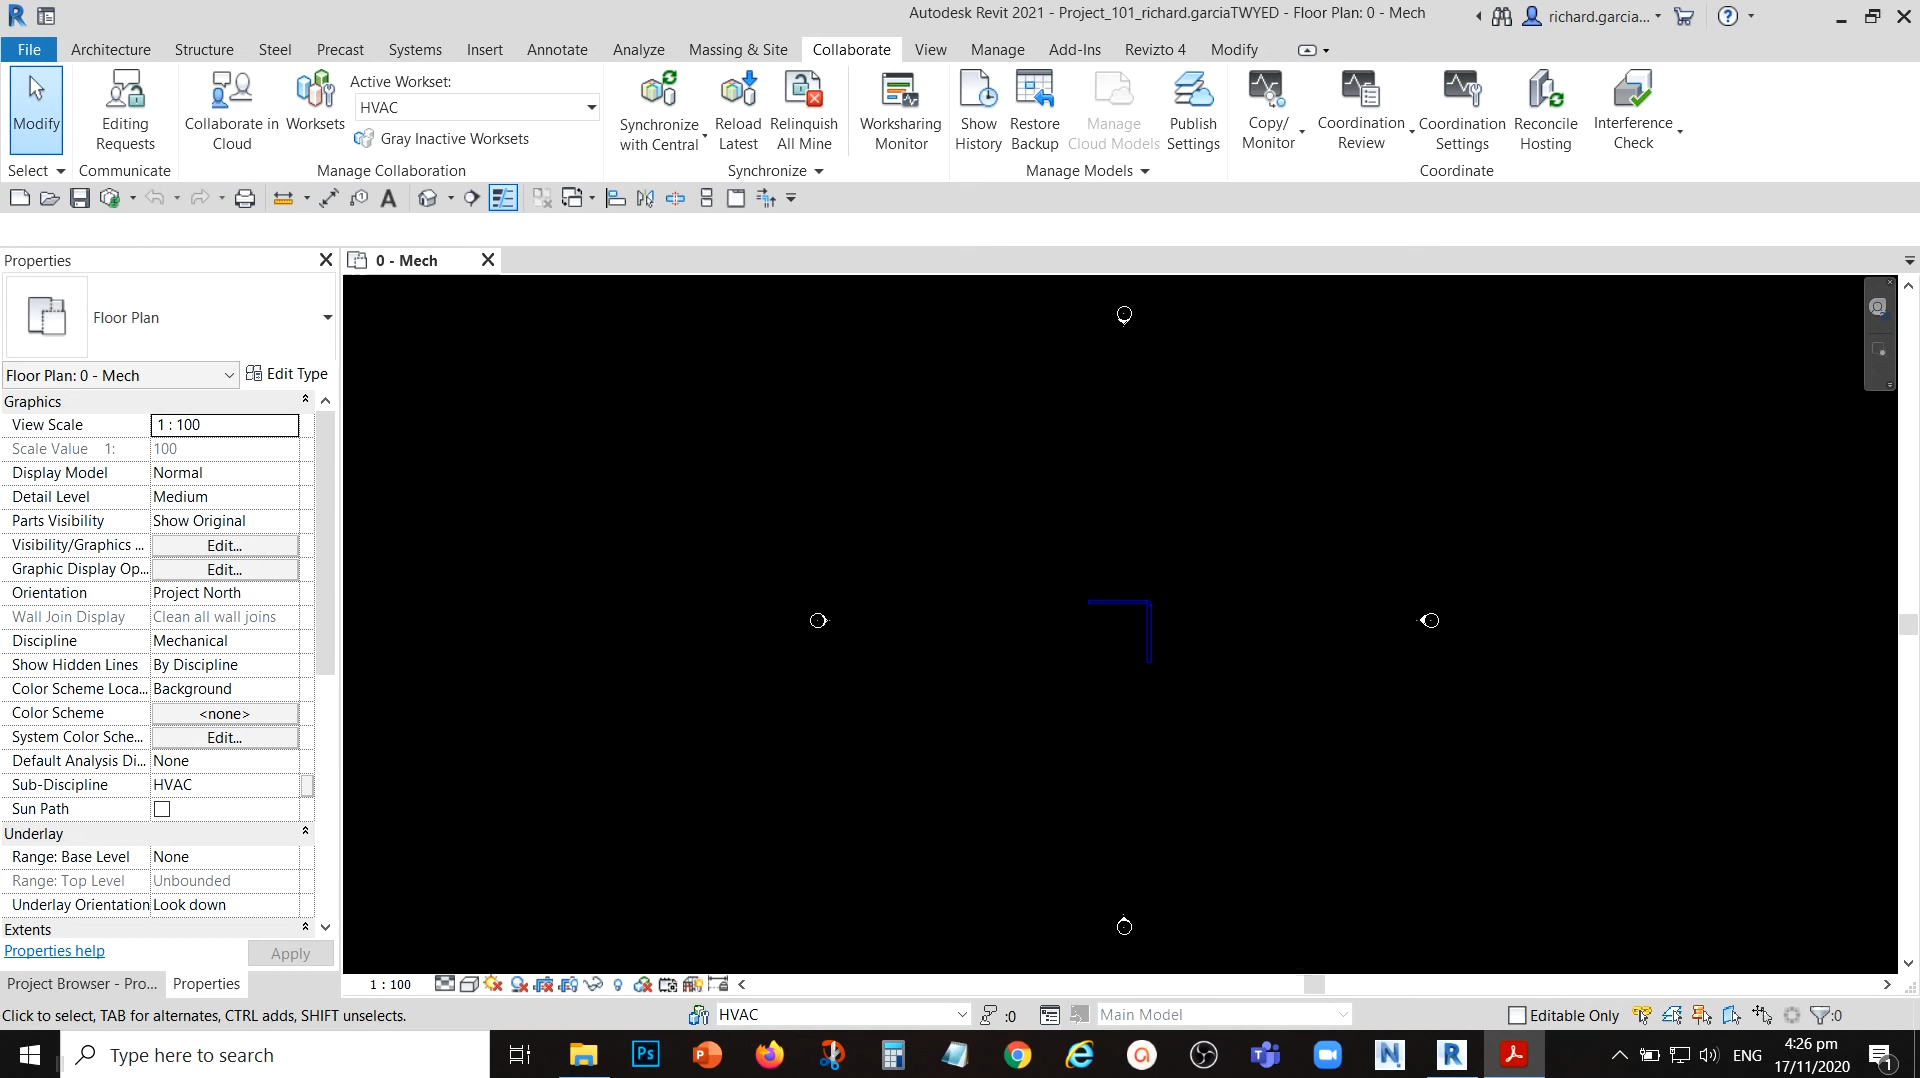 Autodesk Revit 2021 - Project_101_richard.garciaTWYED - Floor Plan: 0 - Mech
richard.garcia...
File Architecture Structure Steel Precast Systems Insert Annotate Analyze Massing & Site Collaborate View Manage Add-Ins Revizto 4 Modify
Modify
Select
Editing Requests
Communicate
Collaborate in Cloud
Worksets
Active Workset:
HVAC
Gray Inactive Worksets
Manage Collaboration
Synchronize with Central
Reload Latest
Relinquish All Mine
Synchronize
Worksharing Monitor
Show History
Restore Backup
Manage Cloud Models
Publish Settings
Manage Models
Copy/ Monitor
Coordination Review
Coordination Settings
Reconcile Hosting
Interference Check
Coordinate
Properties
0 - Mech
Floor Plan
Floor Plan: 0 - Mech
Edit Type
Graphics
View Scale 1 : 100
Scale Value 1: 100
Display Model Normal
Detail Level Medium
Parts Visibility Show Original
Visibility/Graphics ... Edit...
Graphic Display Op... Edit...
Orientation Project North
Wall Join Display Clean all wall joins
Discipline Mechanical
Show Hidden Lines By Discipline
Color Scheme Loca... Background
Color Scheme <none>
System Color Sche... Edit...
Default Analysis Di... None
Sub-Discipline HVAC
Sun Path
Underlay
Range: Base Level None
Range: Top Level Unbounded
Underlay Orientation Look down
Extents
Properties help
Apply
Project Browser - Pro... Properties
1 : 100
Click to select, TAB for alternates, CTRL adds, SHIFT unselects.
HVAC
:0
Main Model
Editable Only
:0
Type here to search
Ps
ENG
4:26 pm
17/11/2020
1